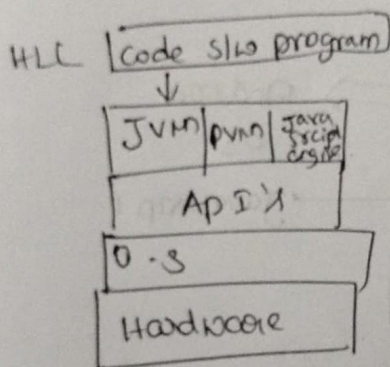 HLL code s/w program
JVM PVM Java Script engine
API's
O.S
Hardware